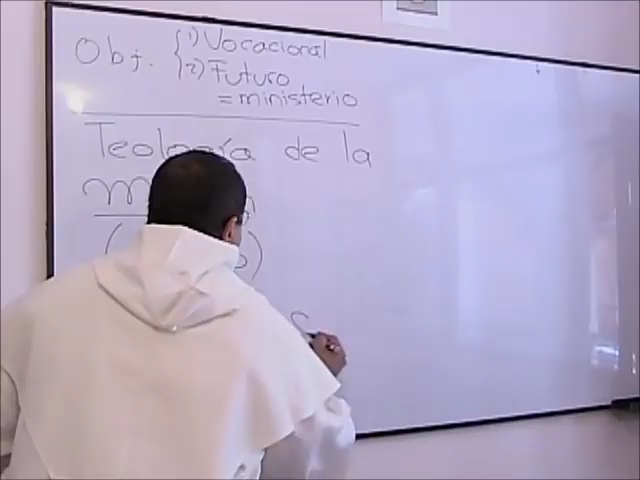 Obj. 1) Vocacional
2) Futuro
= ministerio
Teología de la